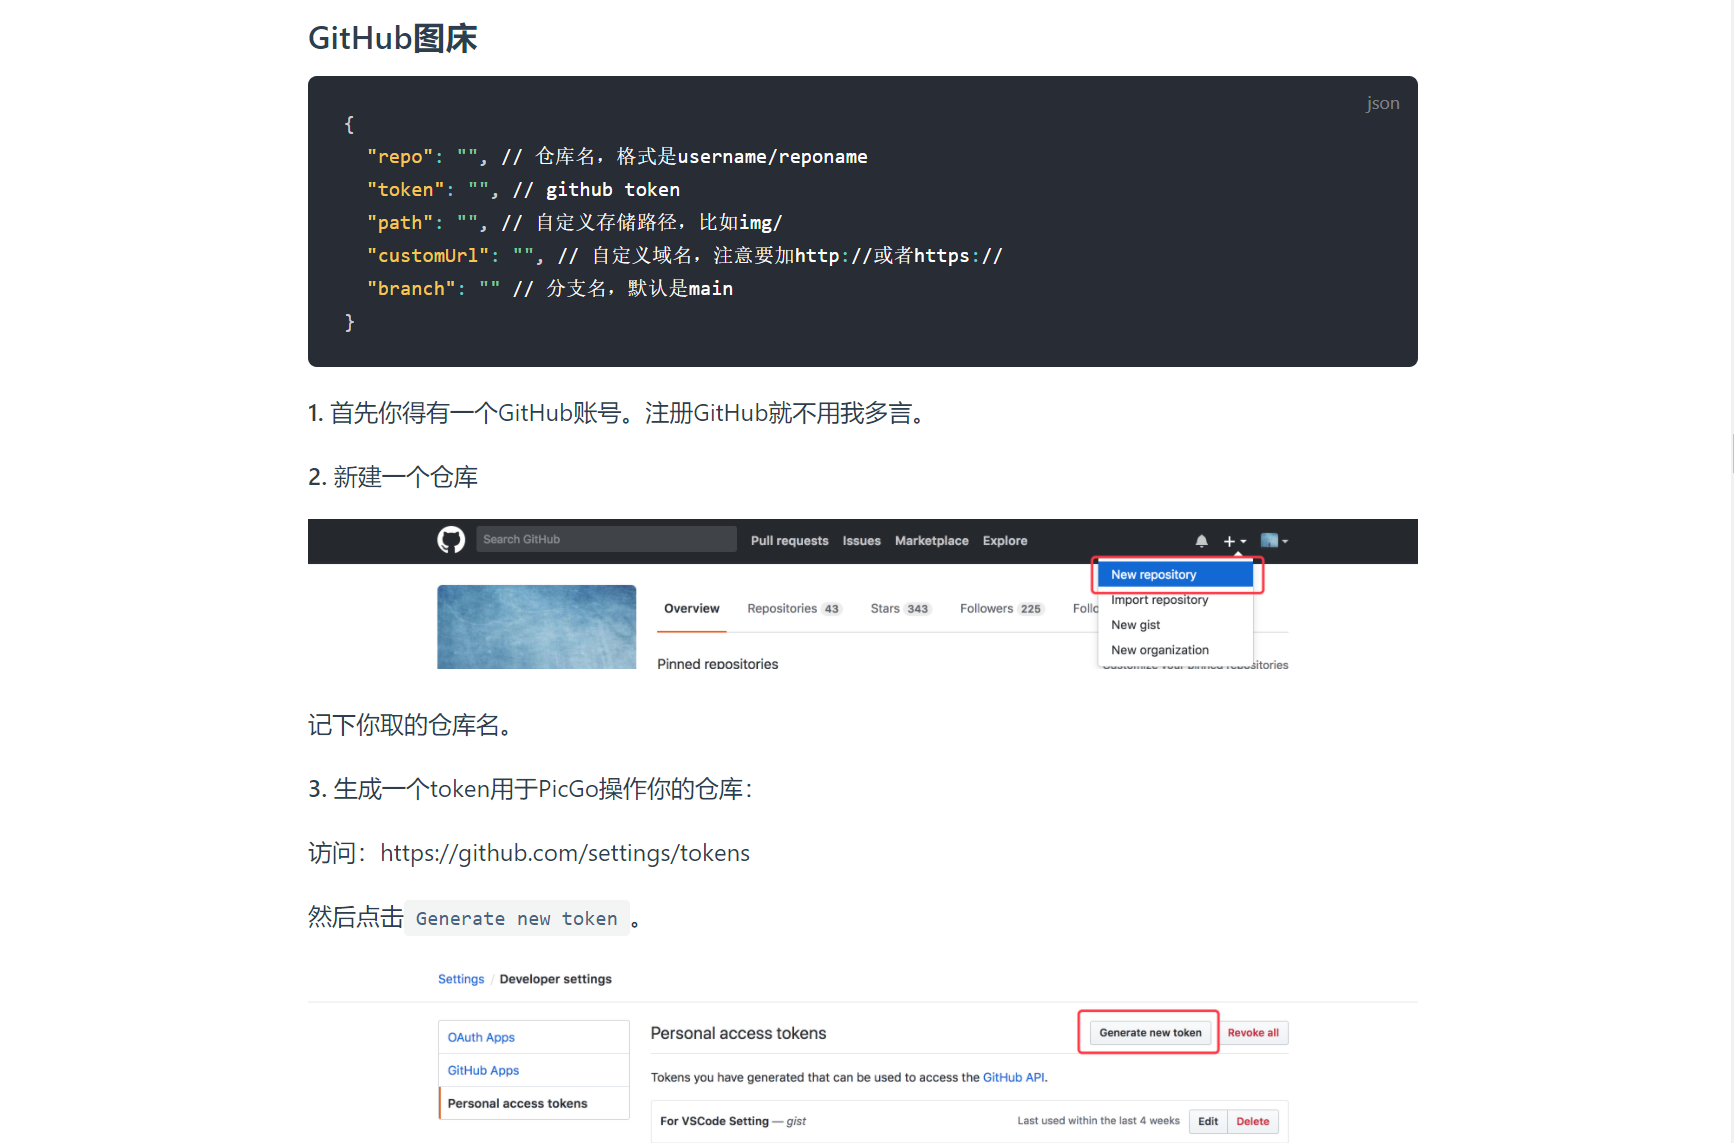 GitHub图床
json
{
"repo": "", // 仓库名，格式是username/reponame
"token": "", // github token
"path": "", // 自定义存储路径，比如img/
"customUrl": "", // 自定义域名，注意要加http://或者https://
"branch": "" // 分支名，默认是main
}
1. 首先你得有一个GitHub账号。注册GitHub就不用我多言。
2. 新建一个仓库
Search GitHub Pull requests Issues Marketplace Explore
New repository
Import repository
New gist
New organization
Overview Repositories 43 Stars 343 Followers 225 Follo
Pinned repositories
Customize your pinned repositories
记下你取的仓库名。
3. 生成一个token用于PicGo操作你的仓库：
访问：https://github.com/settings/tokens
然后点击 Generate new token 。
Settings / Developer settings
OAuth Apps
GitHub Apps
Personal access tokens
Personal access tokens Generate new token Revoke all
Tokens you have generated that can be used to access the GitHub API.
For VSCode Setting — gist Last used within the last 4 weeks Edit Delete